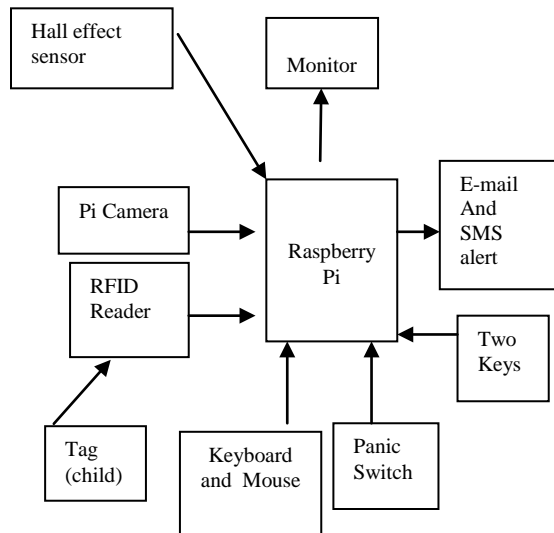 Hall effect
sensor
Monitor
Pi Camera
E-mail
And
SMS
alert
Raspberry
Pi
RFID
Reader
Two
Keys
Tag
(child)
Keyboard
and Mouse
Panic
Switch